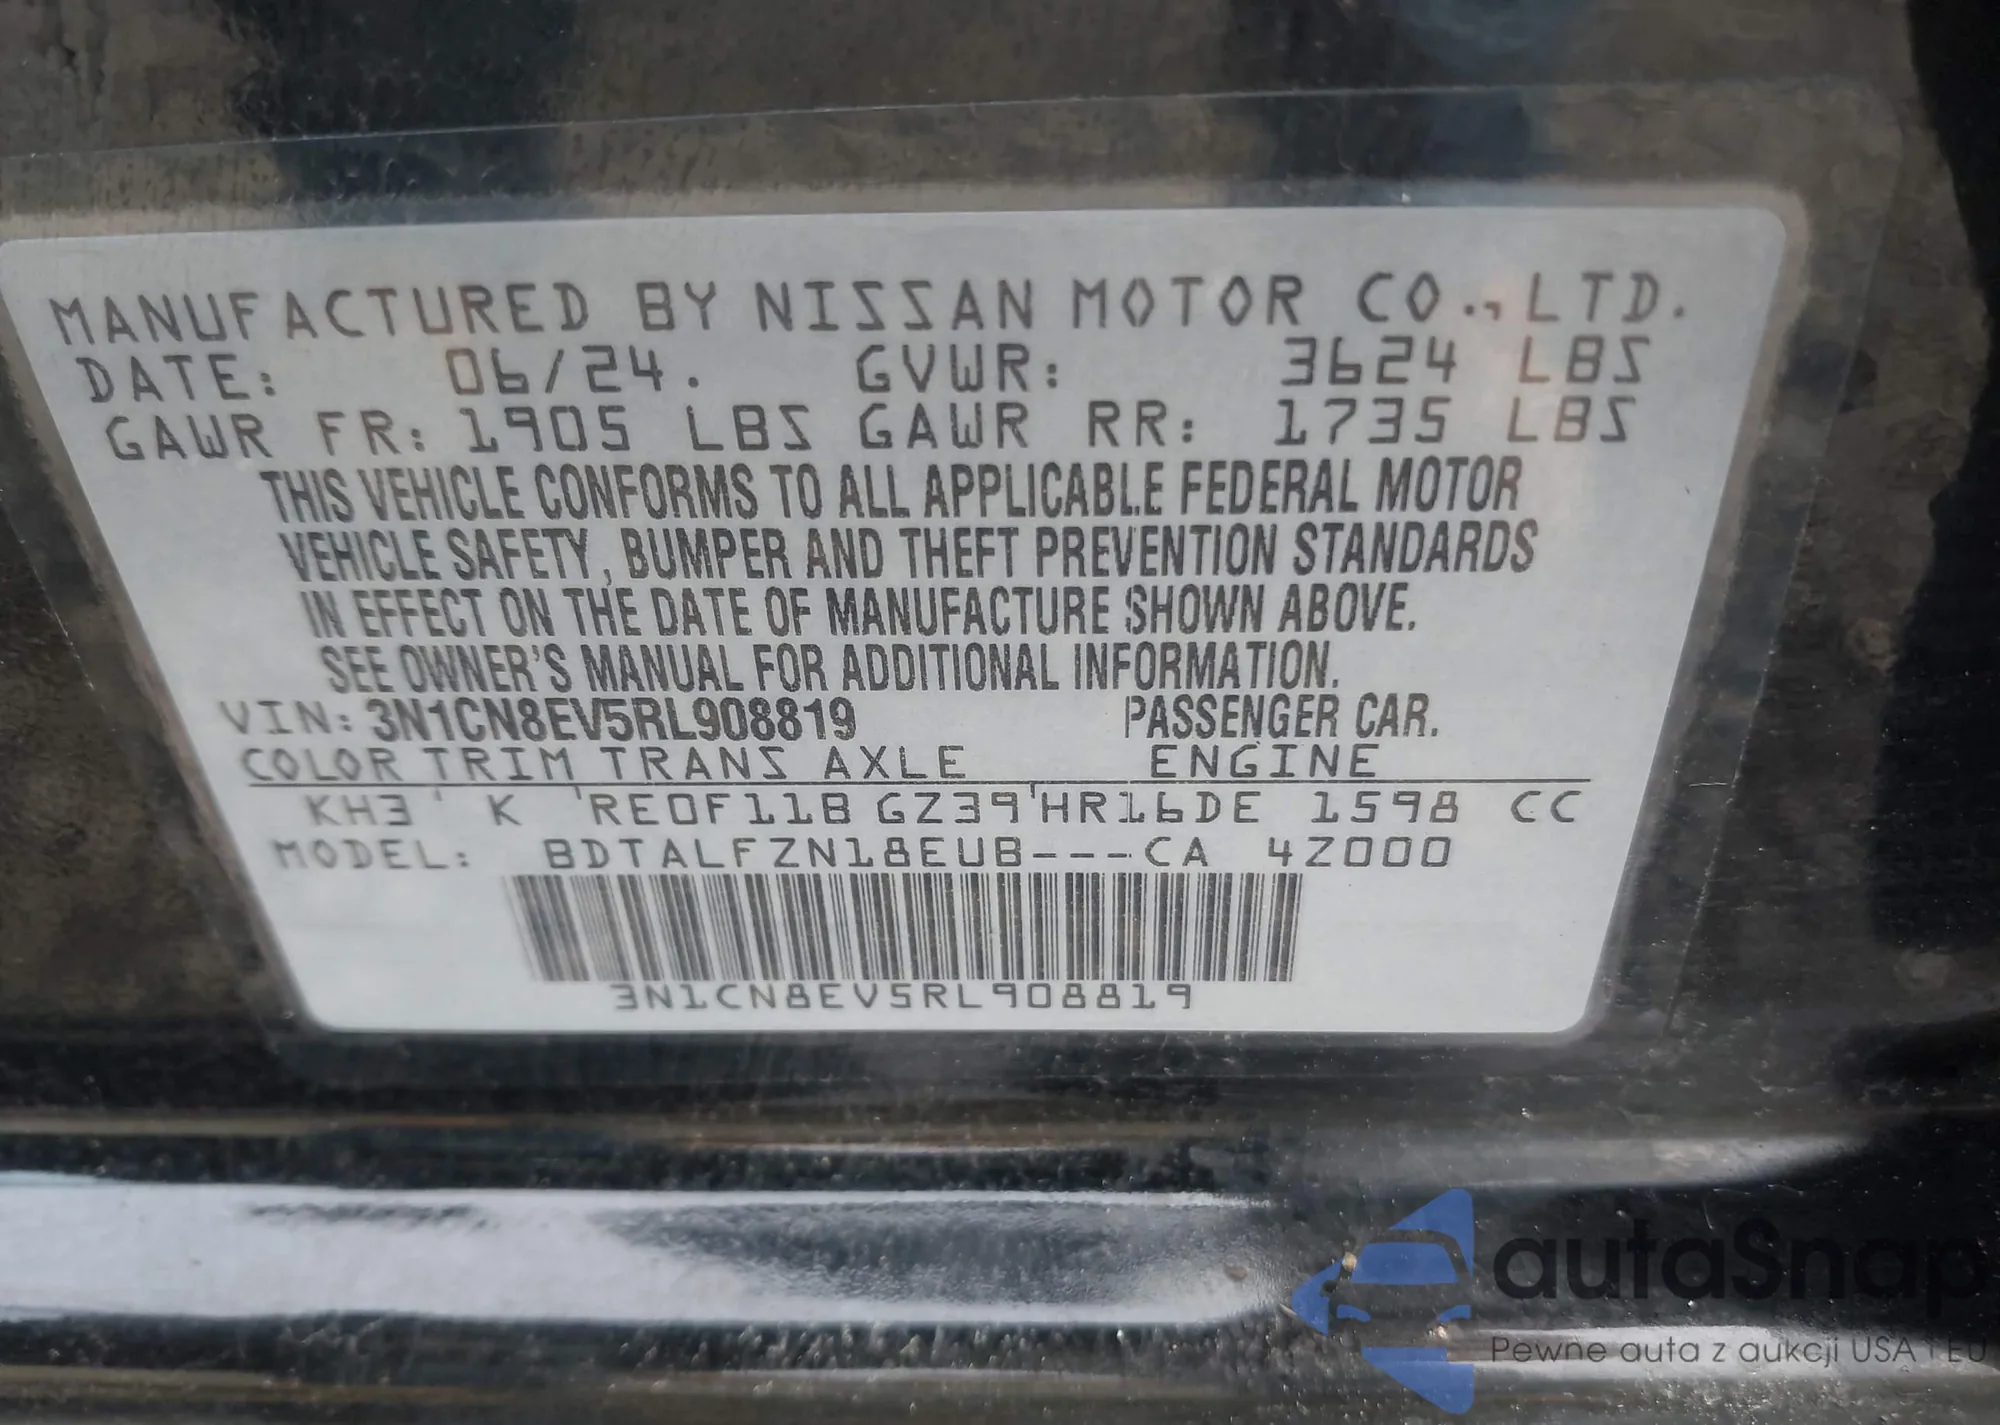 MANUFACTURED BY NISSAN MOTOR CO., LTD.
DATE: 06/24. GVWR: 3624 LBS
GAWR FR: 1905 LBS GAWR RR: 1735 LBS
THIS VEHICLE CONFORMS TO ALL APPLICABLE FEDERAL MOTOR
VEHICLE SAFETY, BUMPER AND THEFT PREVENTION STANDARDS
IN EFFECT ON THE DATE OF MANUFACTURE SHOWN ABOVE.
SEE OWNER'S MANUAL FOR ADDITIONAL INFORMATION.
VIN: 3N1CN8EV5RL908819 PASSENGER CAR.
COLOR TRIM TRANS AXLE ENGINE
KH3 K RE0F11B GZ39 HR16DE 1598 CC
MODEL: BDTALFZN18EUB---CA 4Z000
3N1CN8EV5RL908819
autaSnap
Pewne auta z aukcji USA i EU